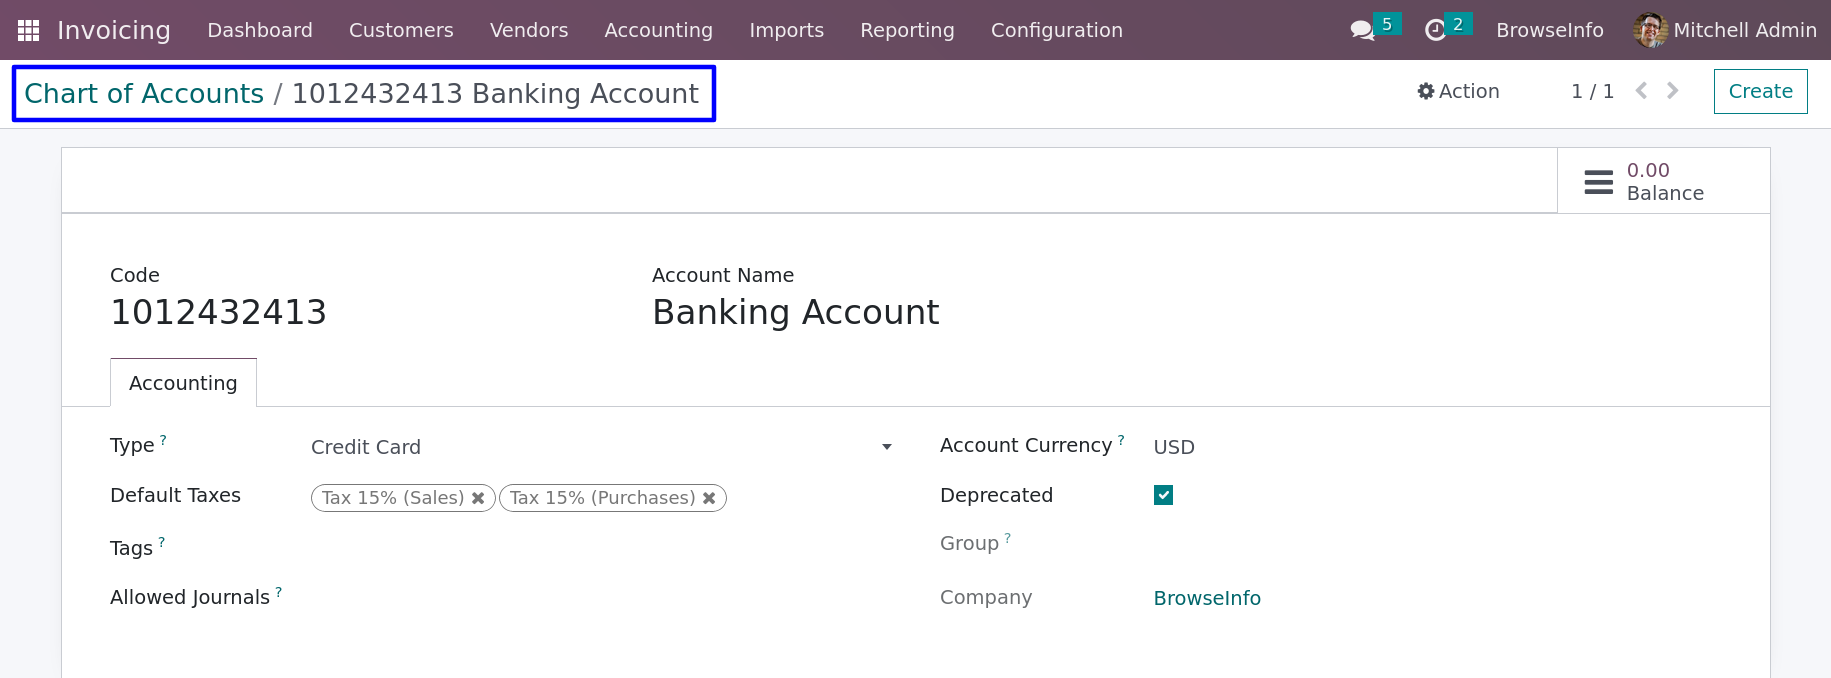 Invoicing Dashboard Customers Vendors Accounting Imports Reporting Configuration 5 2 BrowseInfo Mitchell Admin
Chart of Accounts / 1012432413 Banking Account Action 1 / 1 Create
0.00
Balance
Code Account Name
1012432413 Banking Account
Accounting
Type ? Credit Card Account Currency ? USD
Default Taxes Tax 15% (Sales) ✖ Tax 15% (Purchases) ✖ Deprecated
Tags ? Group ?
Allowed Journals ? Company BrowseInfo